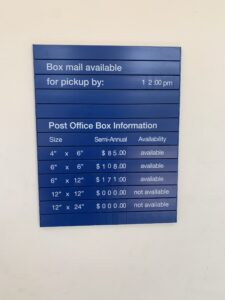 Box mail available
for pickup by: 12:00 pm
Post Office Box Information
Size Semi-Annual Availability
4" x 6" $85.00 available
6" x 6" $108.00 available
6" x 12" $171.00 available
12" x 12" $000.00 not available
12" x 24" $000.00 not available